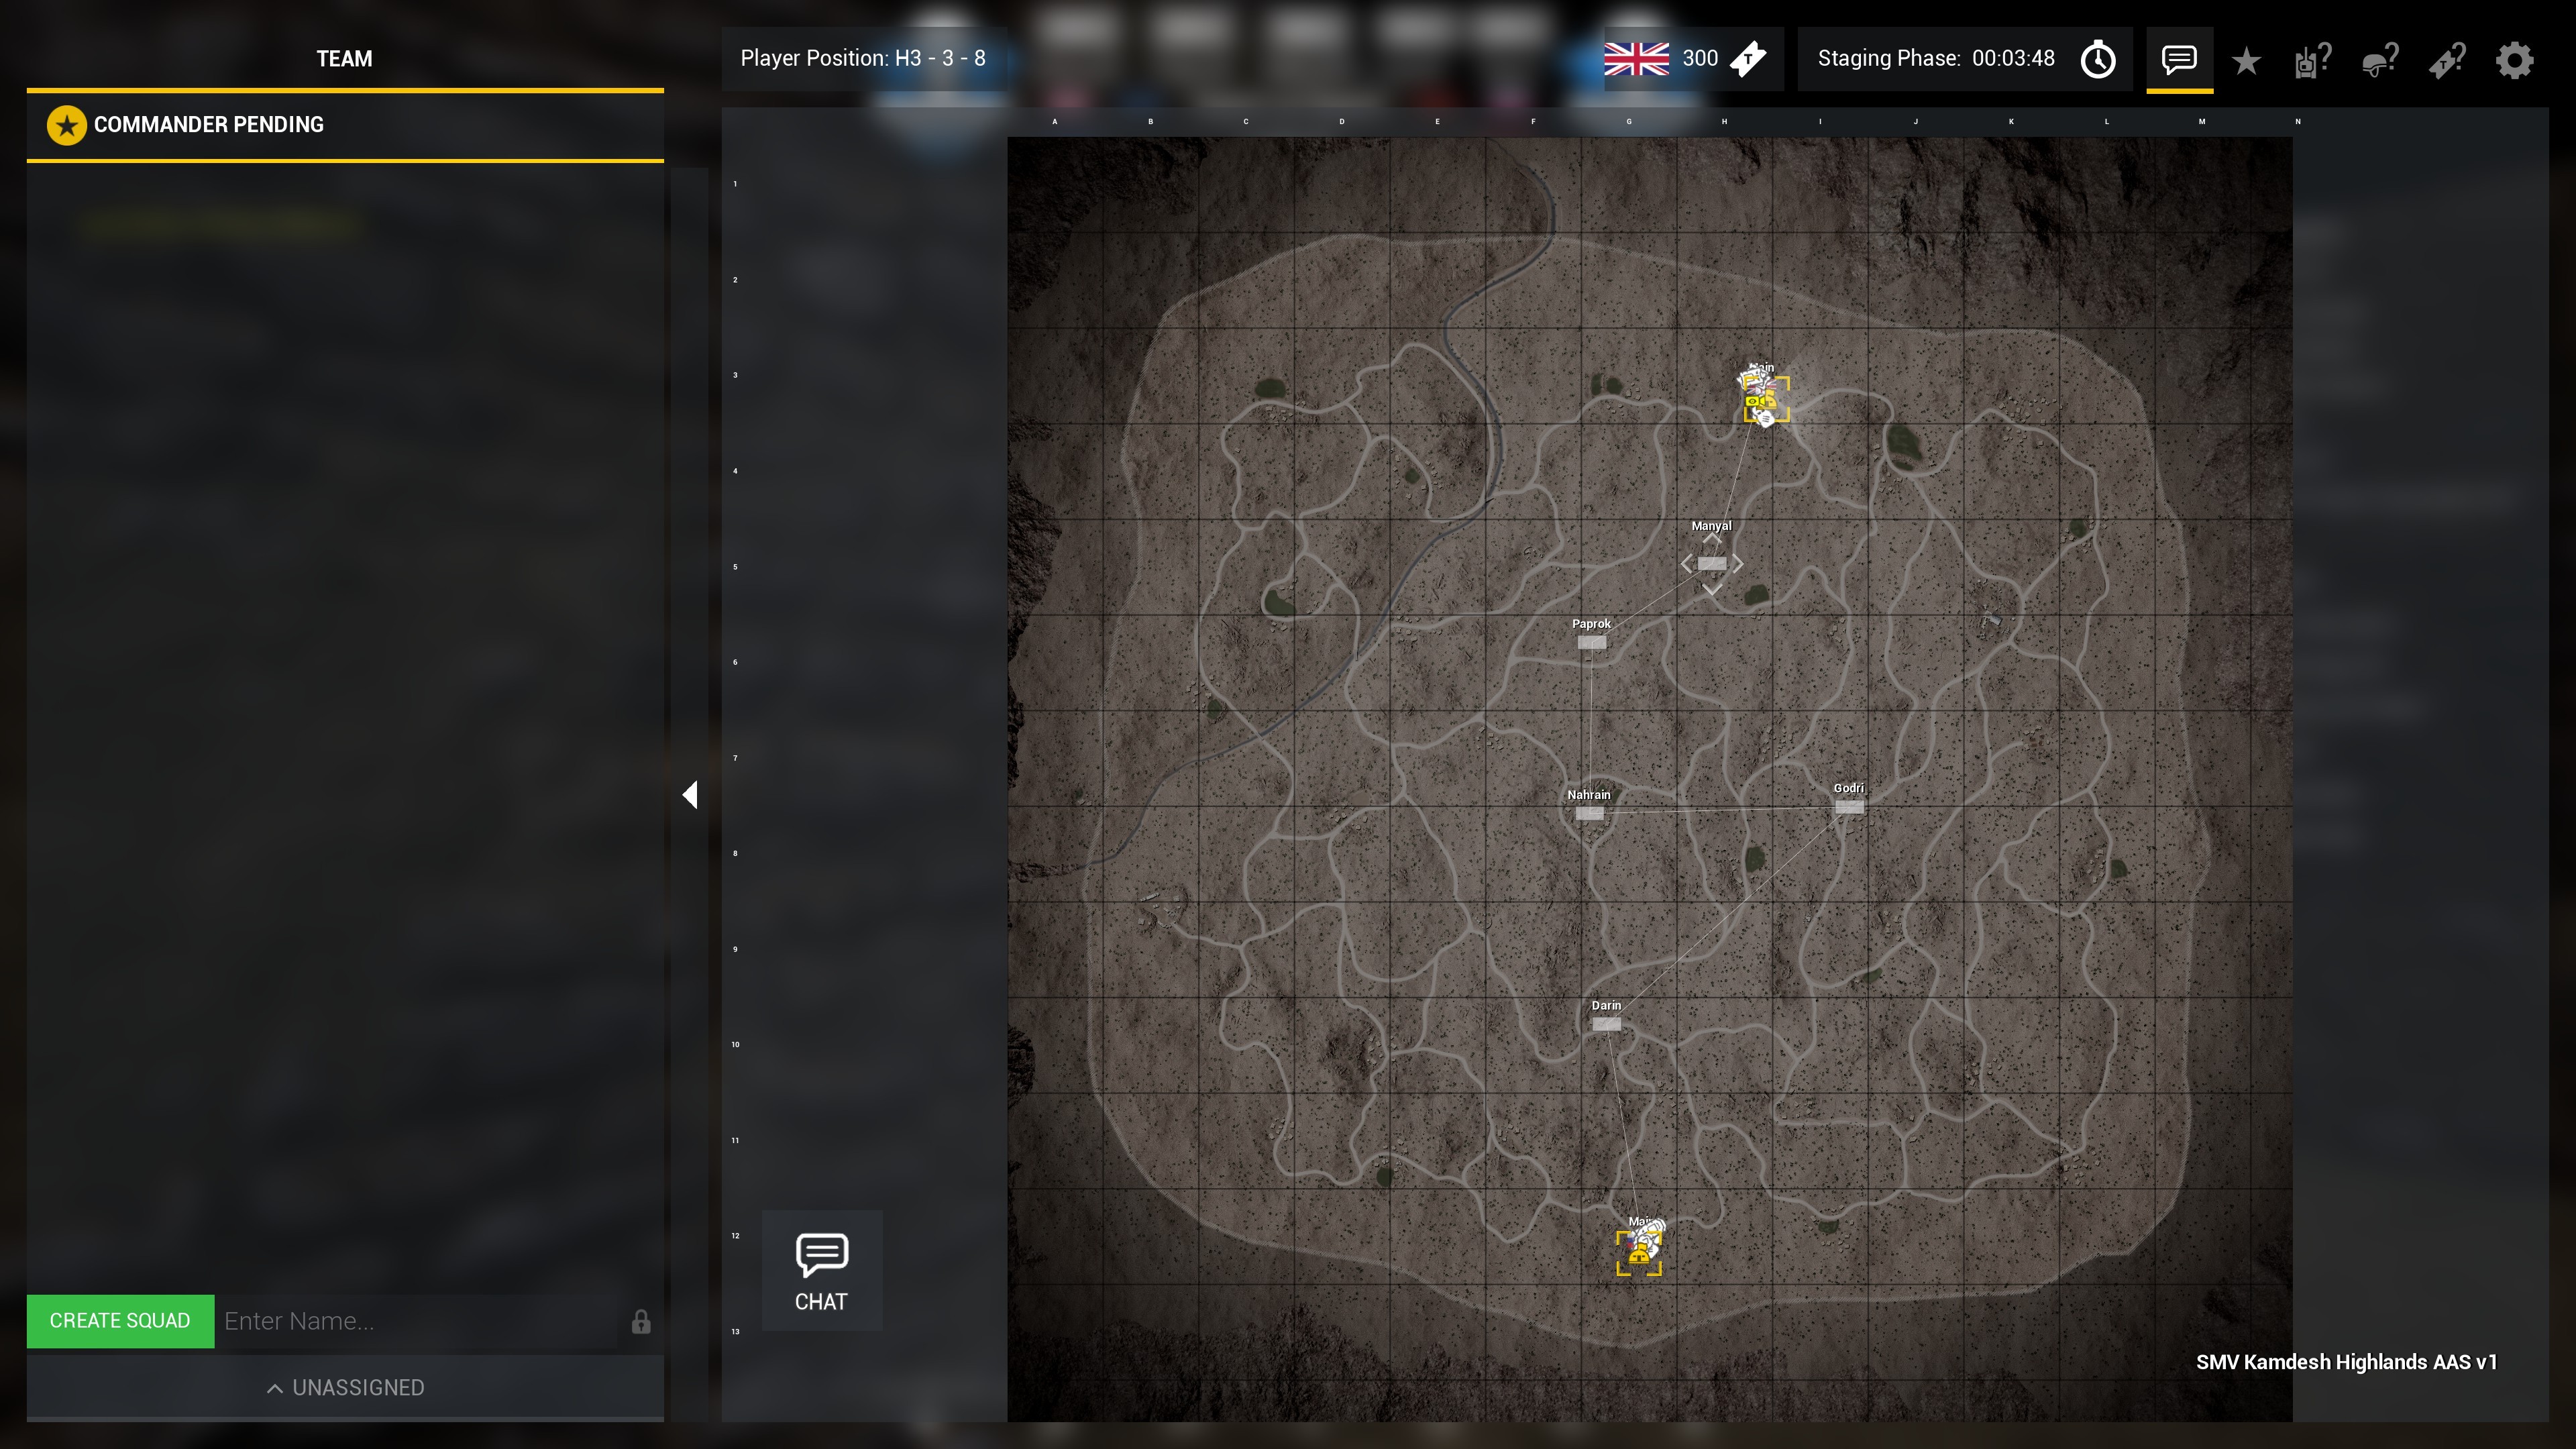 TEAM
COMMANDER PENDING
Player Position: H3 - 3 - 8
300
T
Staging Phase: 00:03:48
A B C D E F G H I J K L M N
1
2
3
4
5
6
7
8
9
10
11
12
13
Manyal
Paprok
Nahrain
Godri
Darin
CHAT
CREATE SQUAD
Enter Name...
UNASSIGNED
SMV Kamdesh Highlands AAS v1